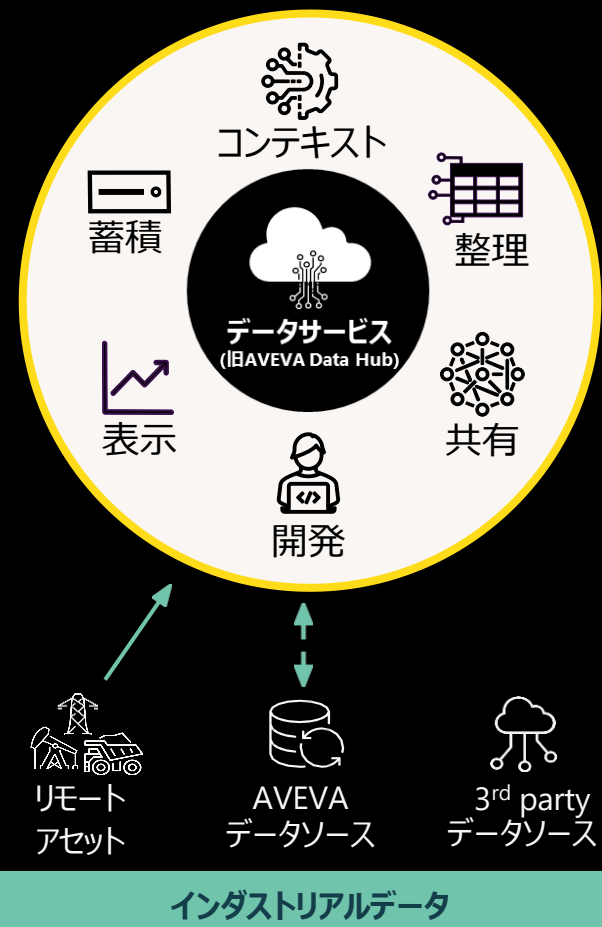 コンテキスト
蓄積
整理
データサービス
(旧AVEVA Data Hub)
表示
共有
</>
開発
リモート
アセット
AVEVA
データソース
3rd party
データソース
インダストリアルデータ